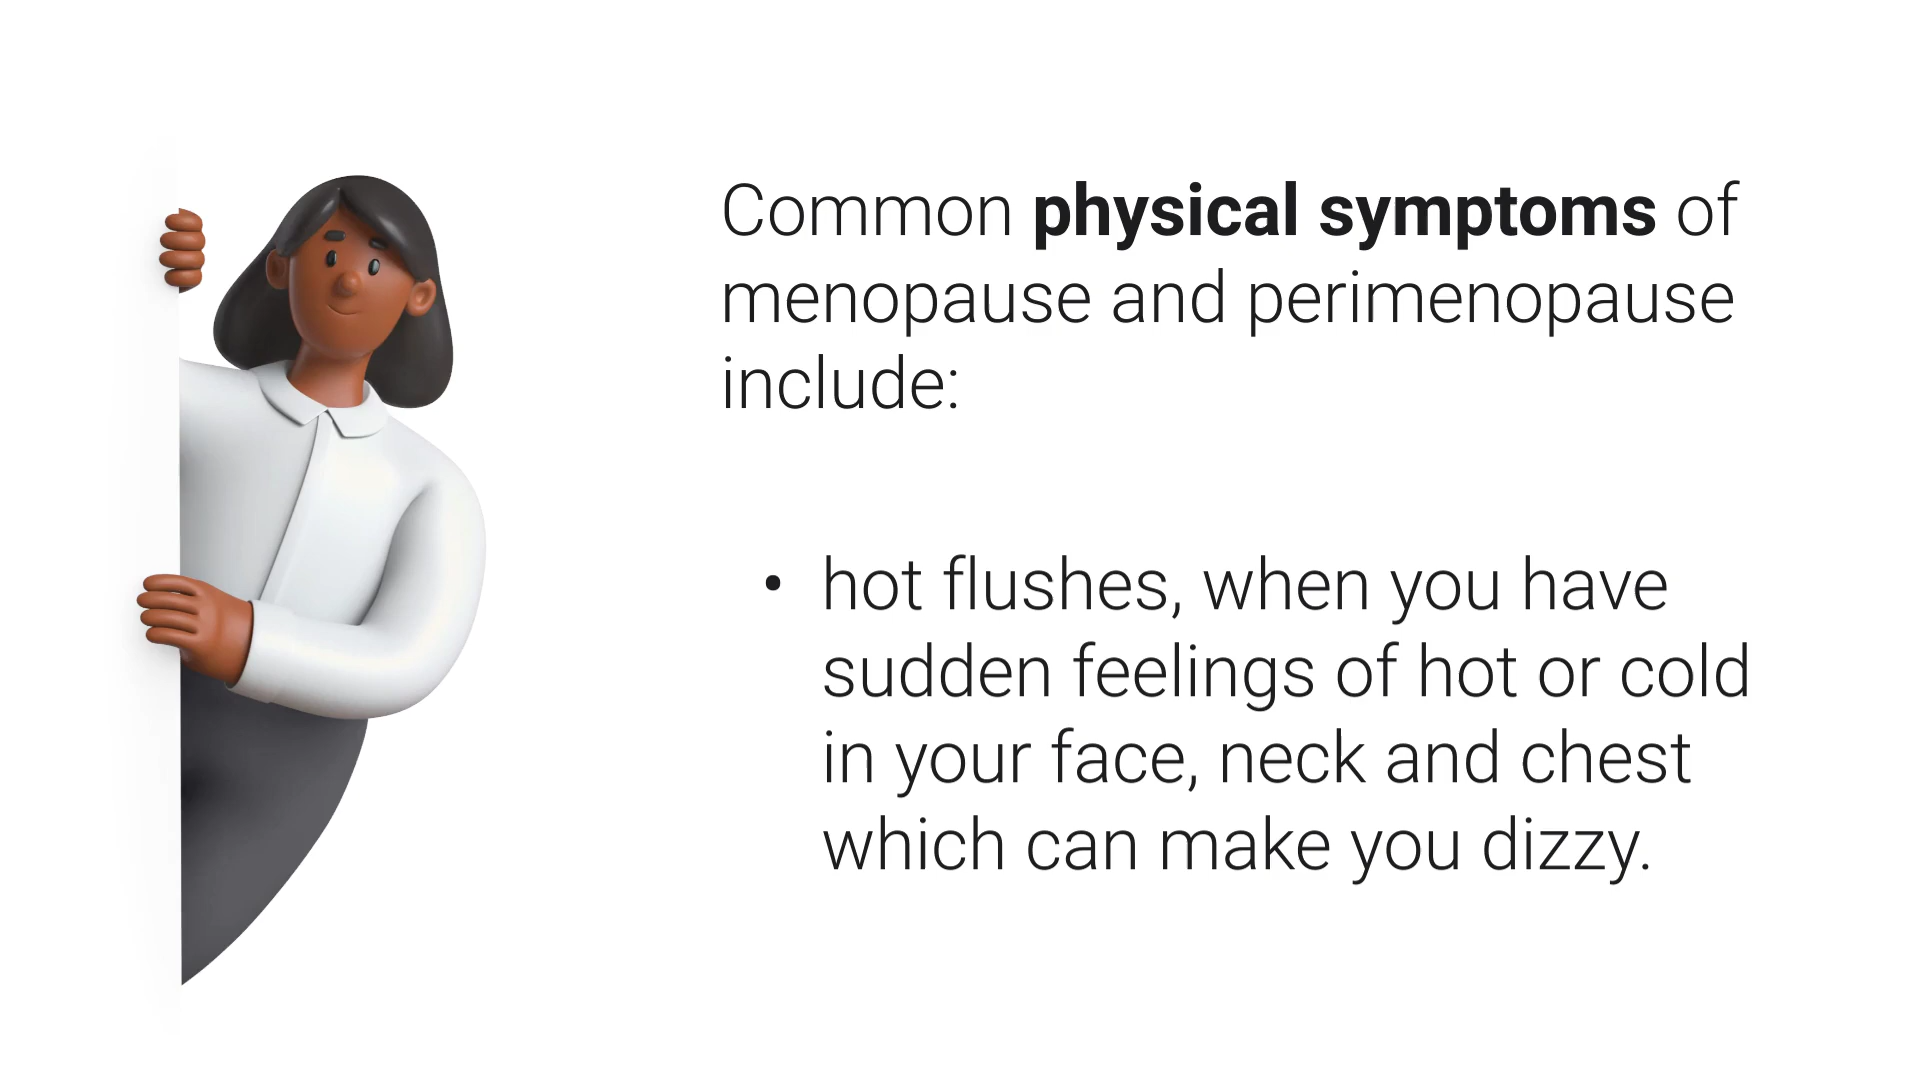 Common physical symptoms of
menopause and perimenopause
include:
• hot flushes, when you have
sudden feelings of hot or cold
in your face, neck and chest
which can make you dizzy.